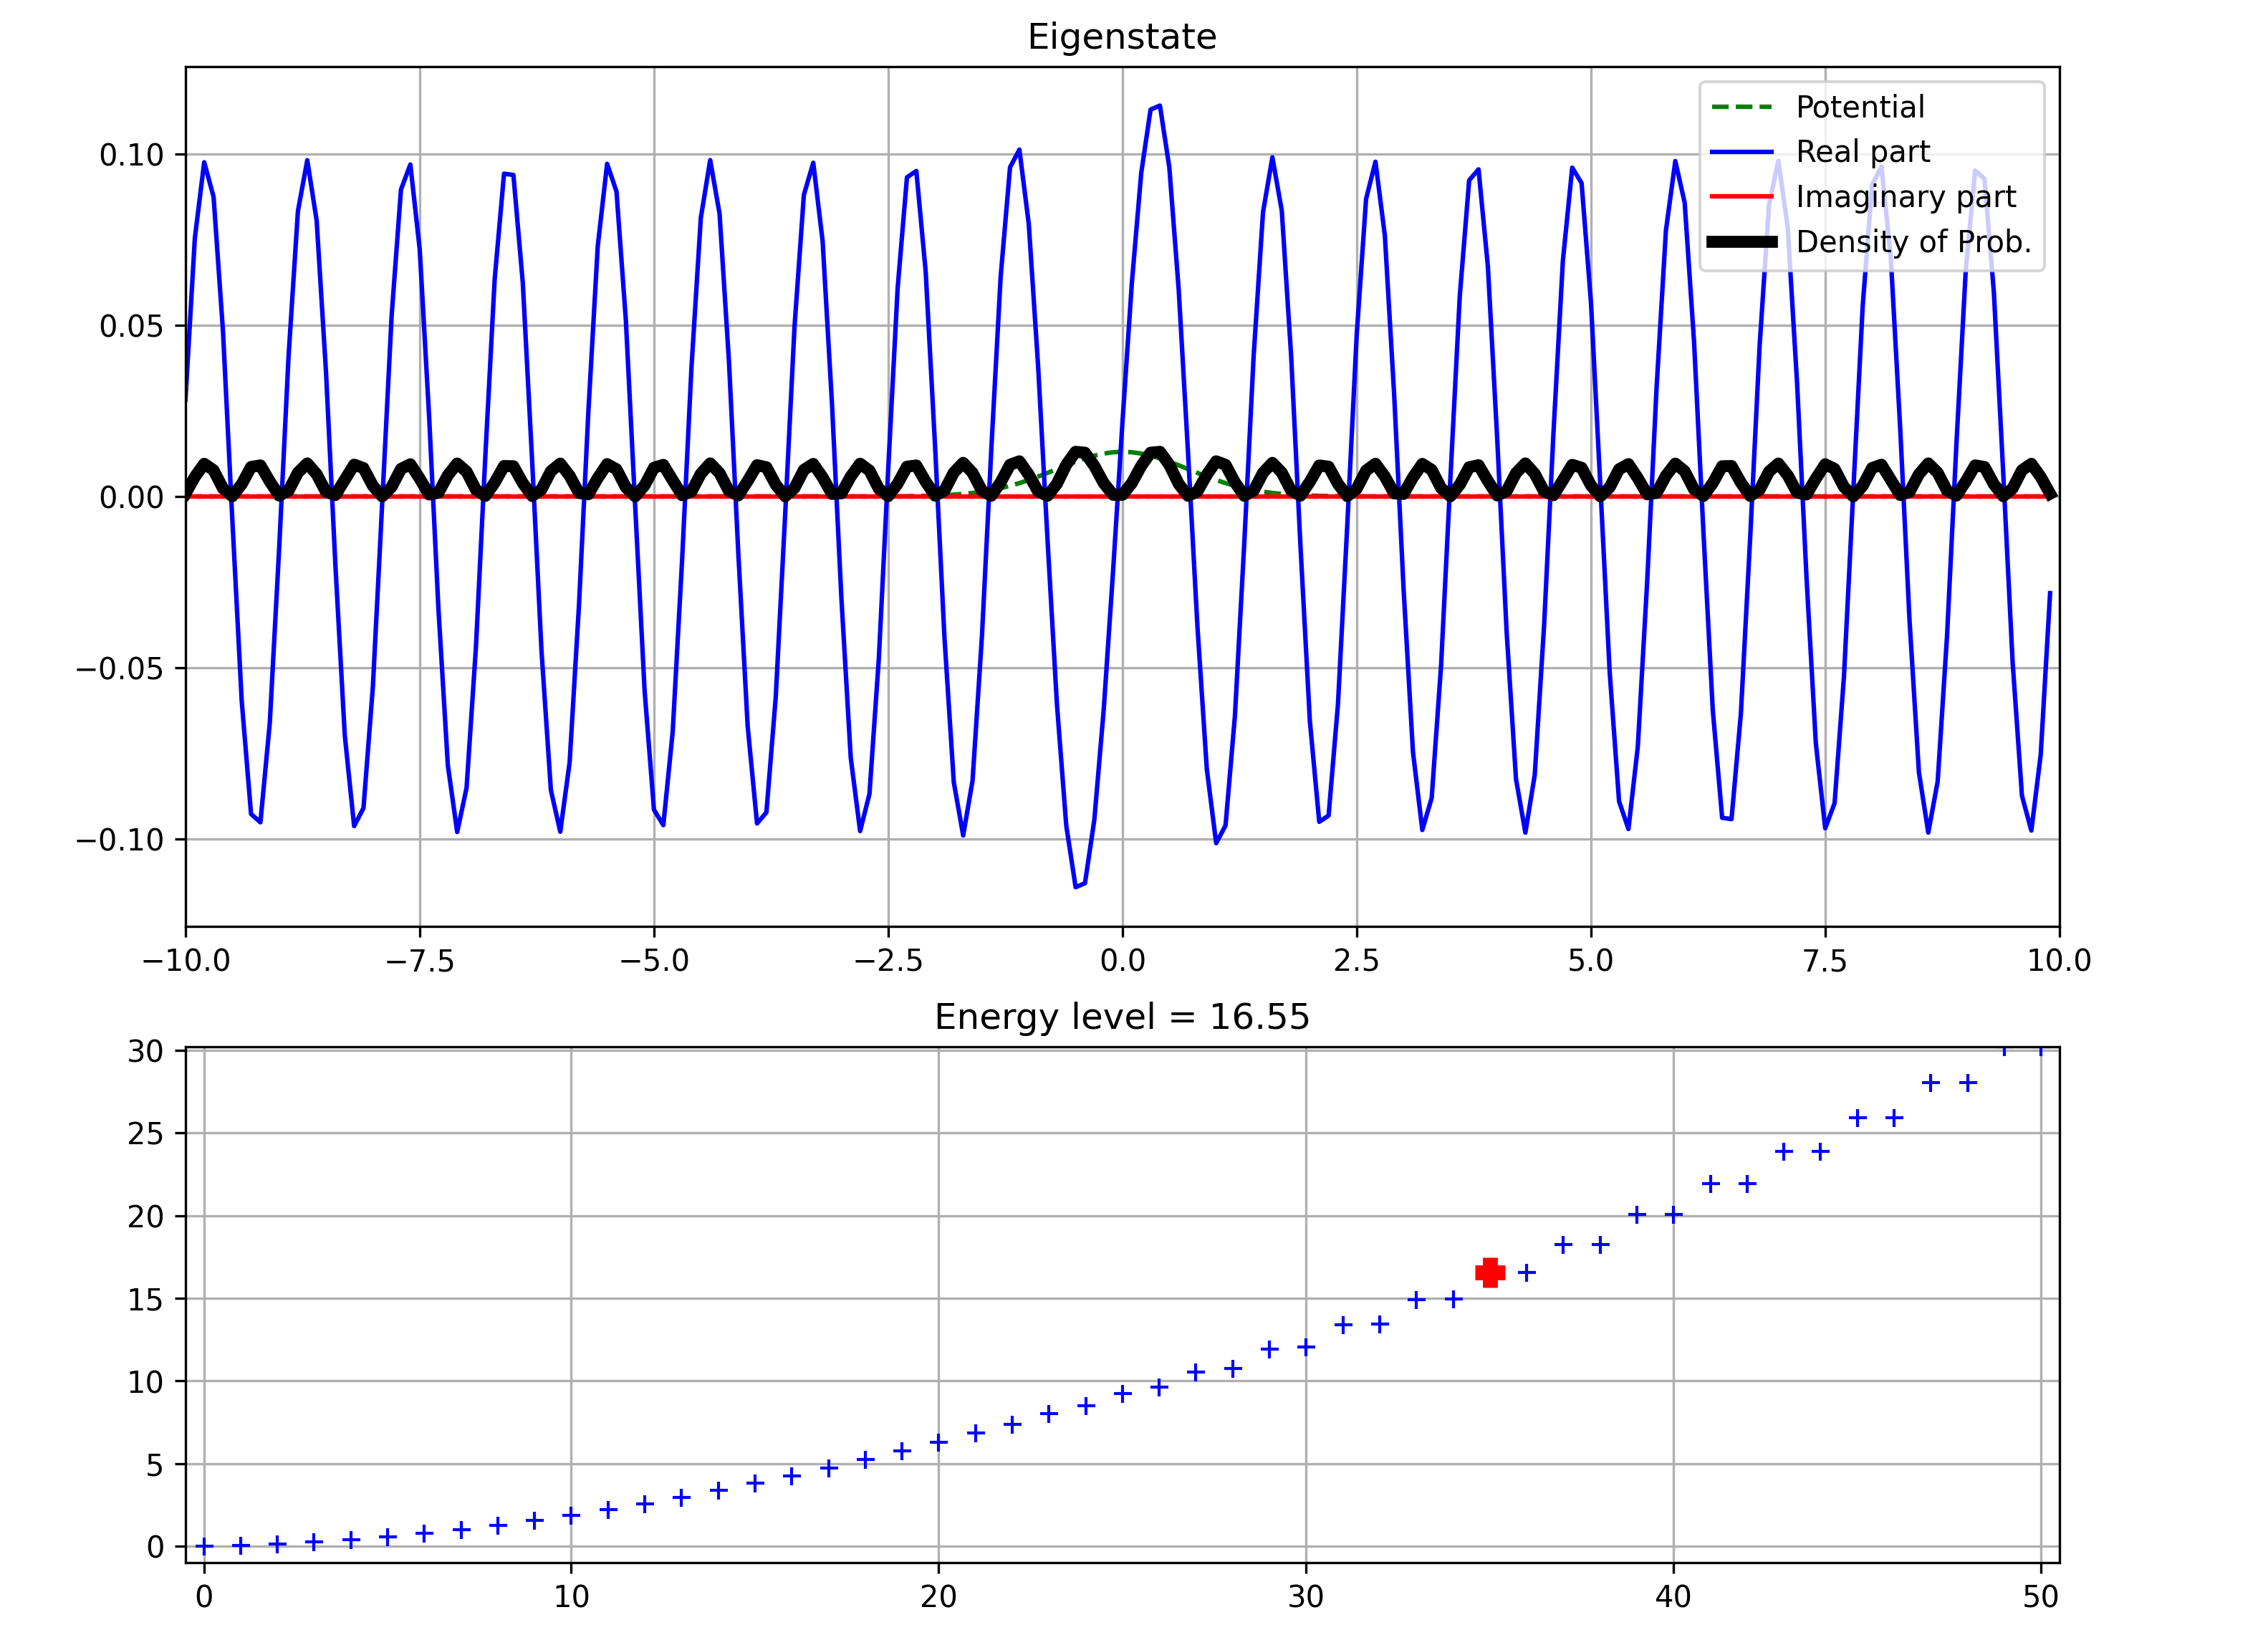 Eigenstate
Potential
Real part
Imaginary part
Density of Prob.
0.10
0.05
0.00
−0.05
−0.10
−10.0 −7.5 −5.0 −2.5 0.0 2.5 5.0 7.5 10.0
Energy level = 16.55
30
25
20
15
10
5
0
0 10 20 30 40 50